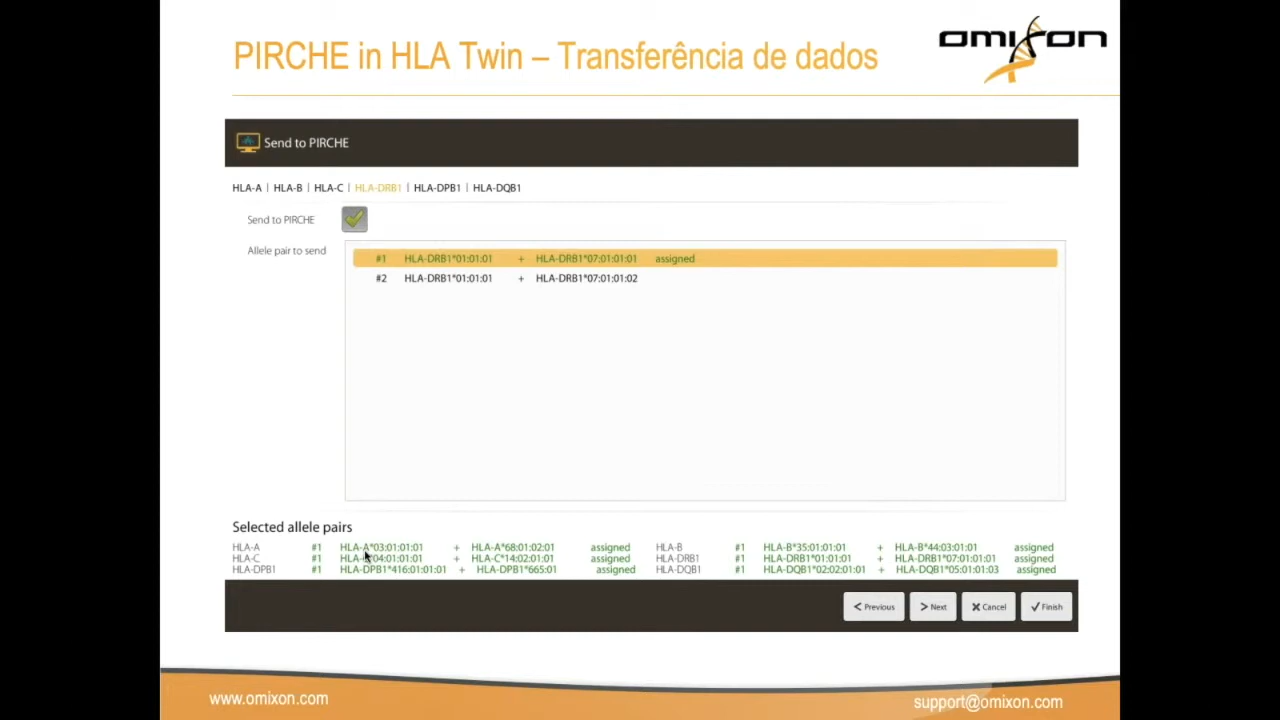 PIRCHE in HLA Twin – Transferência de dados
omixon
Send to PIRCHE
HLA-A | HLA-B | HLA-C | HLA-DRB1 | HLA-DPB1 | HLA-DQB1
Send to PIRCHE
Allele pair to send
#1 HLA-DRB1*01:01:01 + HLA-DRB1*07:01:01:01 assigned
#2 HLA-DRB1*01:01:01 + HLA-DRB1*07:01:01:02
Selected allele pairs
HLA-A #1 HLA-A*03:01:01:01 + HLA-A*68:01:02:01 assigned HLA-B #1 HLA-B*35:01:01:01 + HLA-B*44:03:01:01 assigned
HLA-C #1 *04:01:01:01 + HLA-C*14:02:01:01 assigned HLA-DRB1 #1 HLA-DRB1*01:01:01 + HLA-DRB1*07:01:01:01 assigned
HLA-DPB1 #1 HLA-DPB1*416:01:01:01 + HLA-DPB1*665:01 assigned HLA-DQB1 #1 HLA-DQB1*02:02:01:01 + HLA-DQB1*05:01:01:03 assigned
< Previous > Next Cancel Finish
www.omixon.com
support@omixon.com